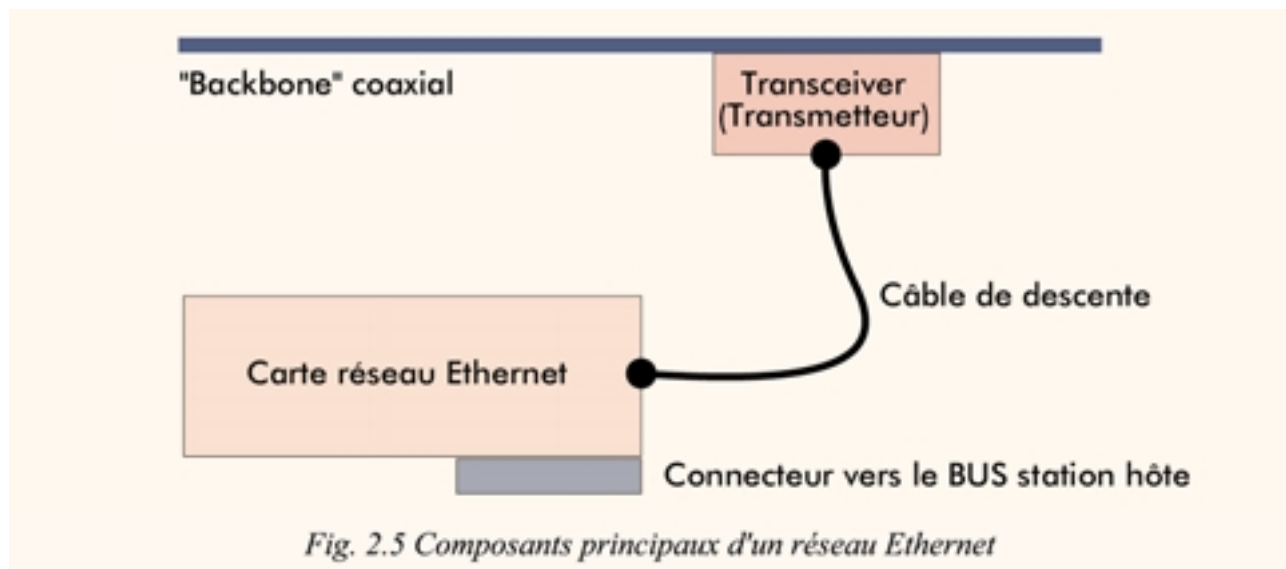 "Backbone" coaxial
Transceiver
(Transmetteur)
Câble de descente
Carte réseau Ethernet
Connecteur vers le BUS station hôte
Fig. 2.5 Composants principaux d'un réseau Ethernet